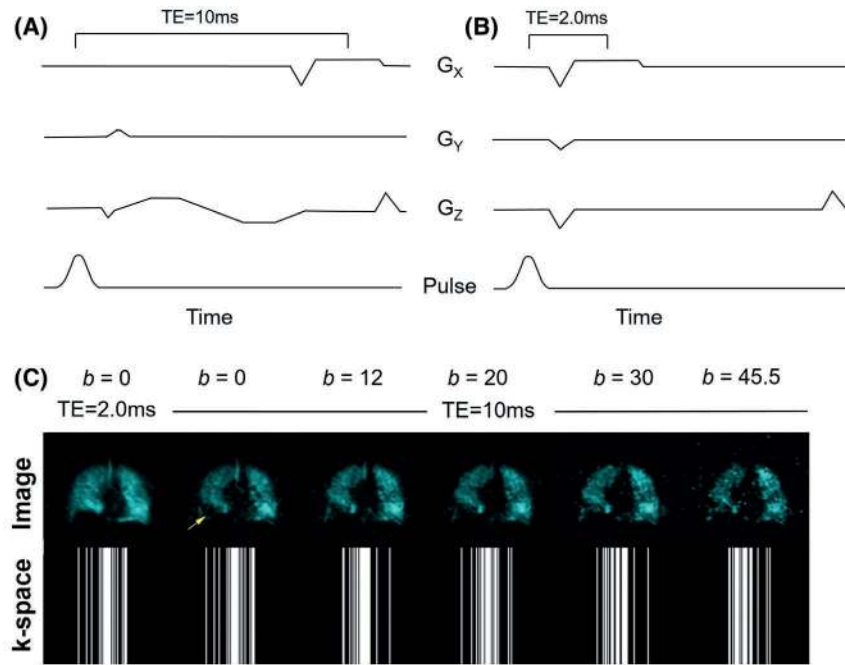 (A)
TE=10ms
(B)
TE=2.0ms
G_X
G_Y
G_Z
Pulse
Time
Time
(C)
b = 0 b = 0 b = 12 b = 20 b = 30 b = 45.5
TE=2.0ms TE=10ms
Image
k-space